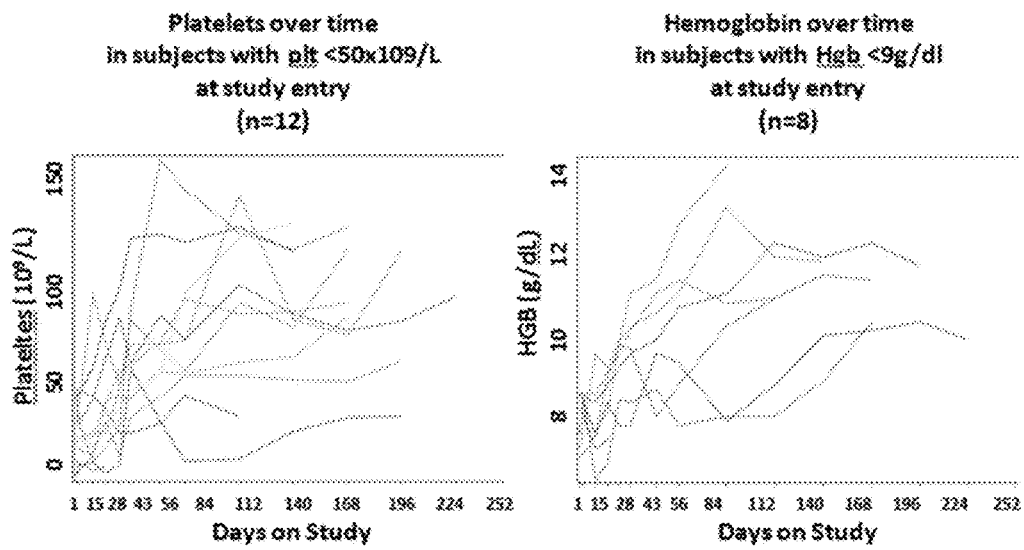 Platelets over time
in subjects with plt <50x109/L
at study entry
(n=12)
Plateltes (10⁹/L)
150
100
50
0
1 15 28 43 56 84 112 140 168 196 224 252
Days on Study
Hemoglobin over time
in subjects with Hgb <9g/dl
at study entry
(n=8)
HGB (g/dL)
14
12
10
8
1 15 28 43 56 84 112 140 168 196 224 252
Days on Study